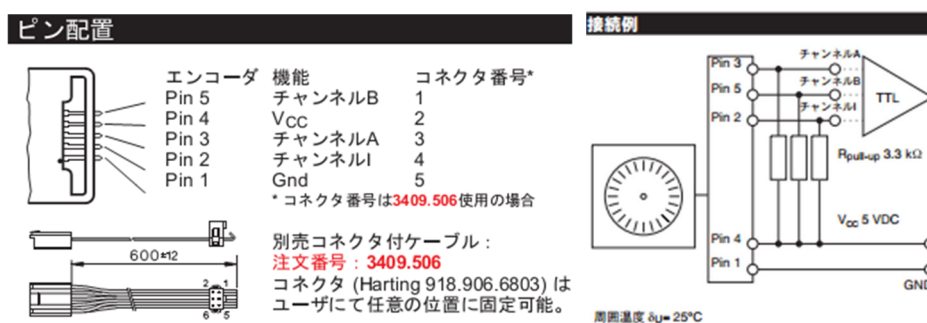 ピン配置
エンコーダ 機能 コネクタ番号*
Pin 5 チャンネルB 1
Pin 4 VCC 2
Pin 3 チャンネルA 3
Pin 2 チャンネルI 4
Pin 1 Gnd 5
* コネクタ番号は3409.506使用の場合
別売コネクタ付ケーブル：
注文番号：3409.506
コネクタ (Harting 918.906.6803) は
ユーザにて任意の位置に固定可能。
600±12
2 1
6 5
接続例
Pin 3 チャンネルA
Pin 5 チャンネルB
Pin 2 チャンネルI
TTL
Rpull-up 3.3 kΩ
VCC 5 VDC
Pin 4
Pin 1
GND
周囲温度 δU= 25°C